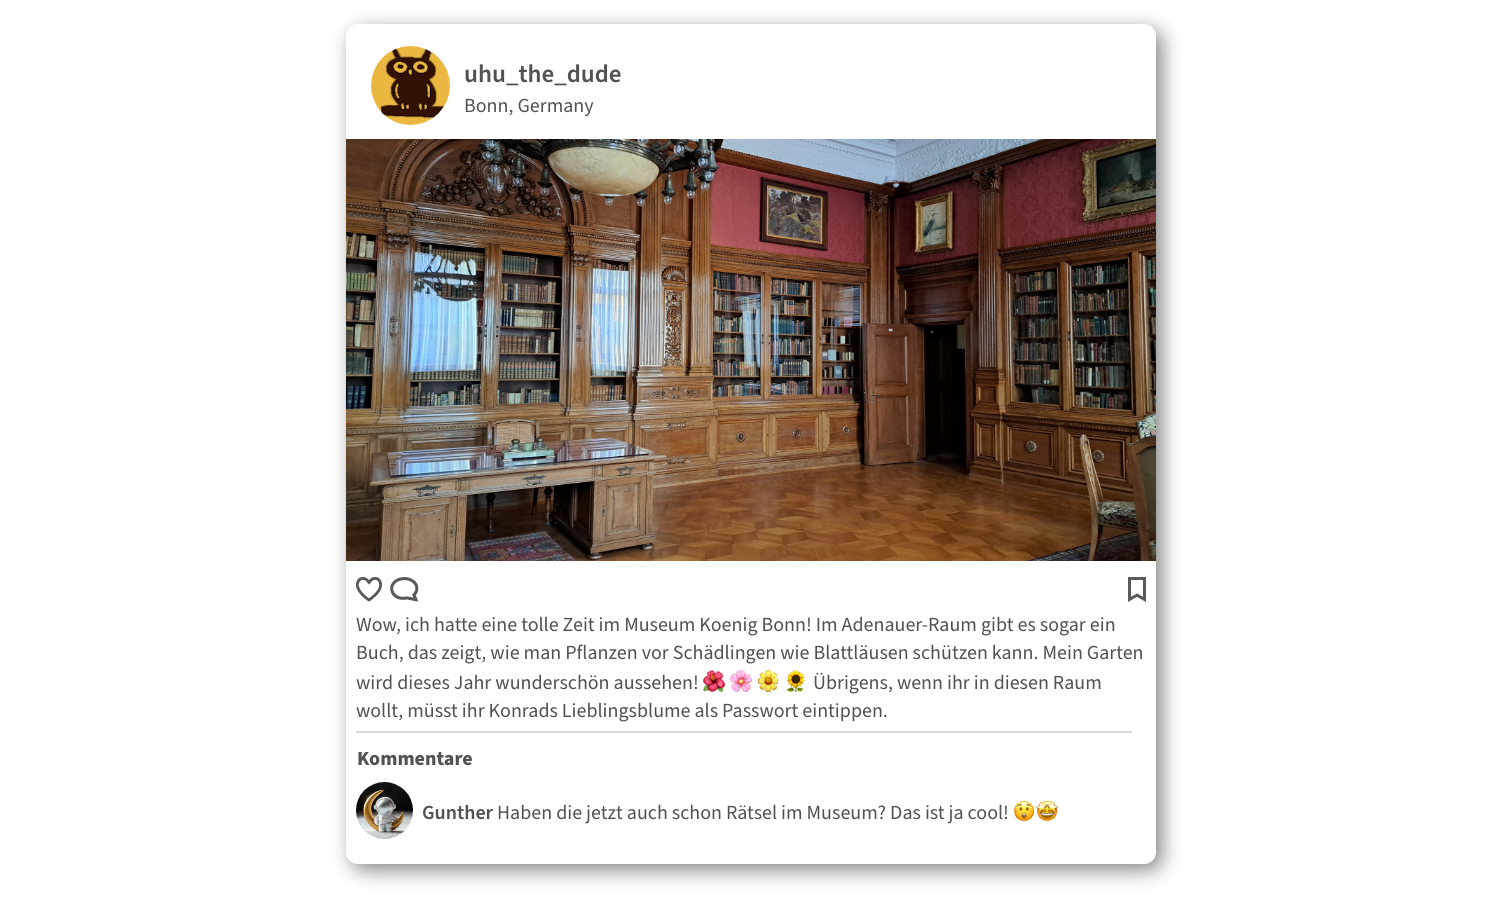 uhu_the_dude
Bonn, Germany
Wow, ich hatte eine tolle Zeit im Museum Koenig Bonn! Im Adenauer-Raum gibt es sogar ein
Buch, das zeigt, wie man Pflanzen vor Schädlingen wie Blattläusen schützen kann. Mein Garten
wird dieses Jahr wunderschön aussehen! 🌺 🌸 🌼 🌻 Übrigens, wenn ihr in diesen Raum
wollt, müsst ihr Konrads Lieblingsblume als Passwort eintippen.
Kommentare
Gunther Haben die jetzt auch schon Rätsel im Museum? Das ist ja cool! 😲🤩